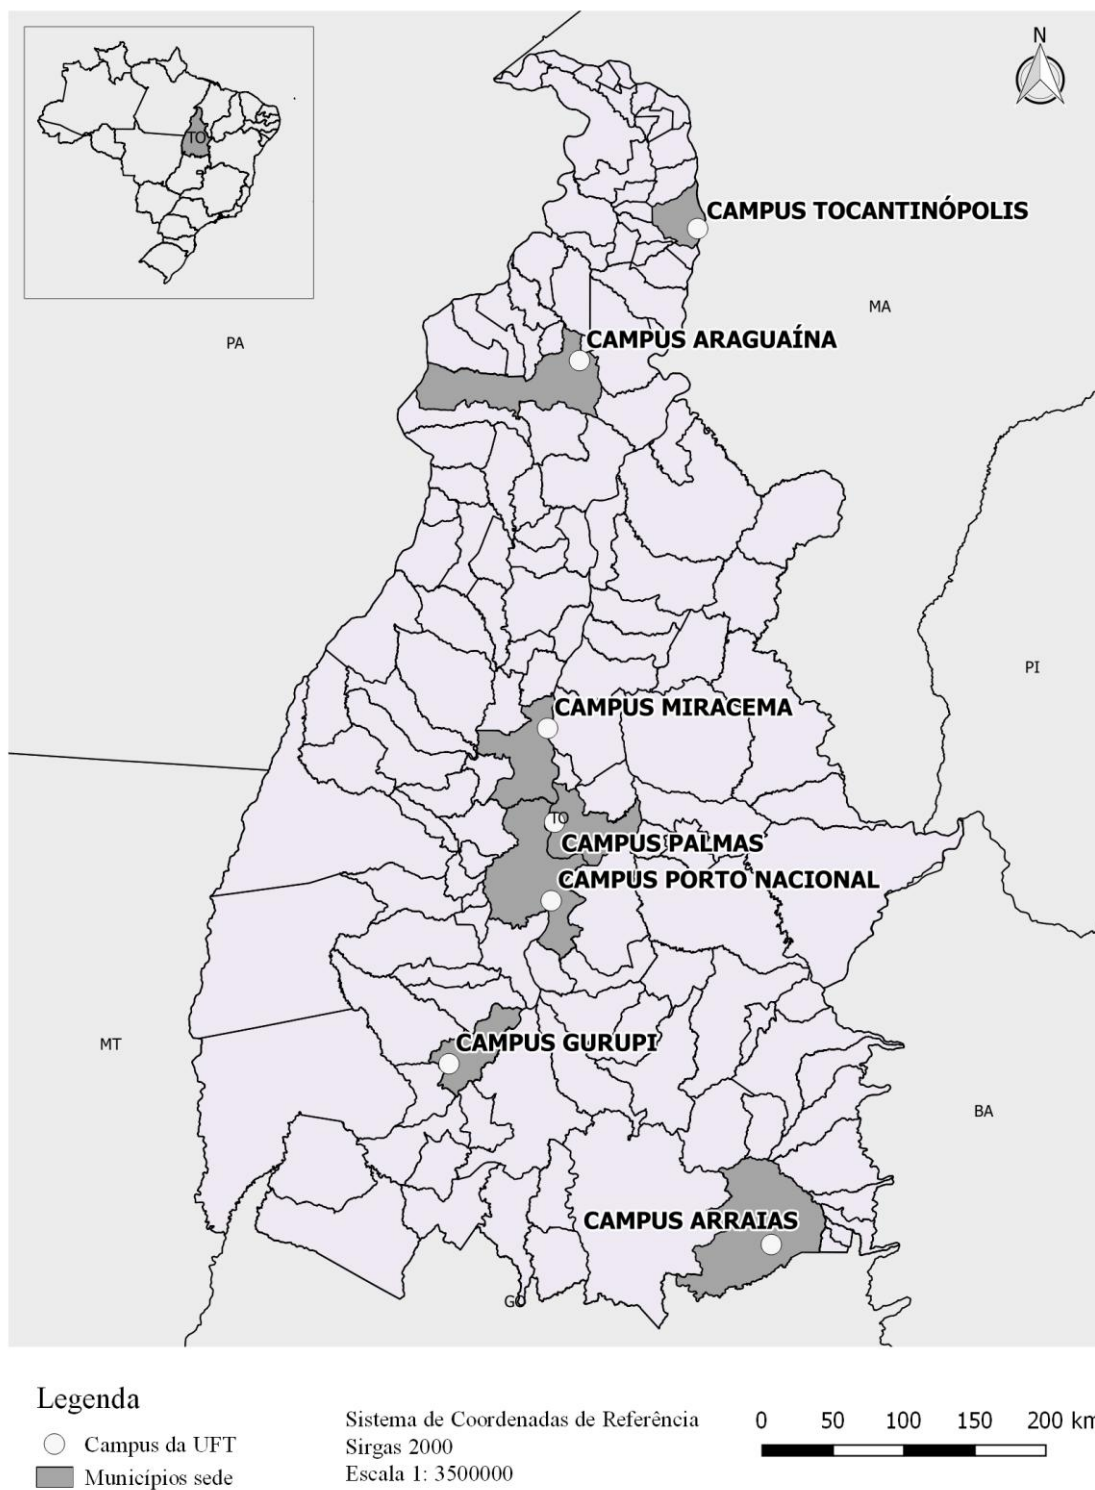 N
TO
CAMPUS TOCANTINÓPOLIS
MA
CAMPUS ARAGUAÍNA
PA
PI
CAMPUS MIRACEMA
TO
CAMPUS PALMAS
CAMPUS PORTO NACIONAL
MT
CAMPUS GURUPI
BA
CAMPUS ARRAIAS
GO
Legenda
Campus da UFT
Municípios sede
Sistema de Coordenadas de Referência
Sirgas 2000
Escala 1: 3500000
0 50 100 150 200 km